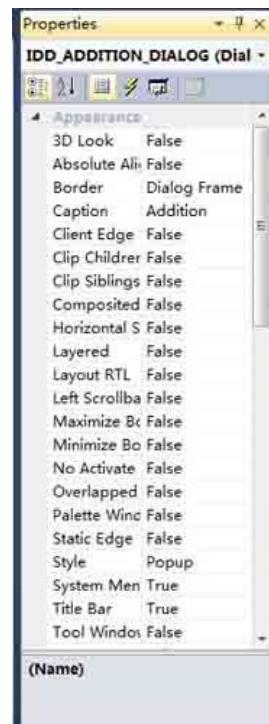 Properties
IDD_ADDITION_DIALOG (Dial
Appearance
3D Look False
Absolute Ali False
Border Dialog Frame
Caption Addition
Client Edge False
Clip Childrer False
Clip Siblings False
Composited False
Horizontal S False
Layered False
Layout RTL False
Left Scrollba False
Maximize Bo False
Minimize Bo False
No Activate False
Overlapped False
Palette Winc False
Static Edge False
Style Popup
System Men True
Title Bar True
Tool Windov False
(Name)